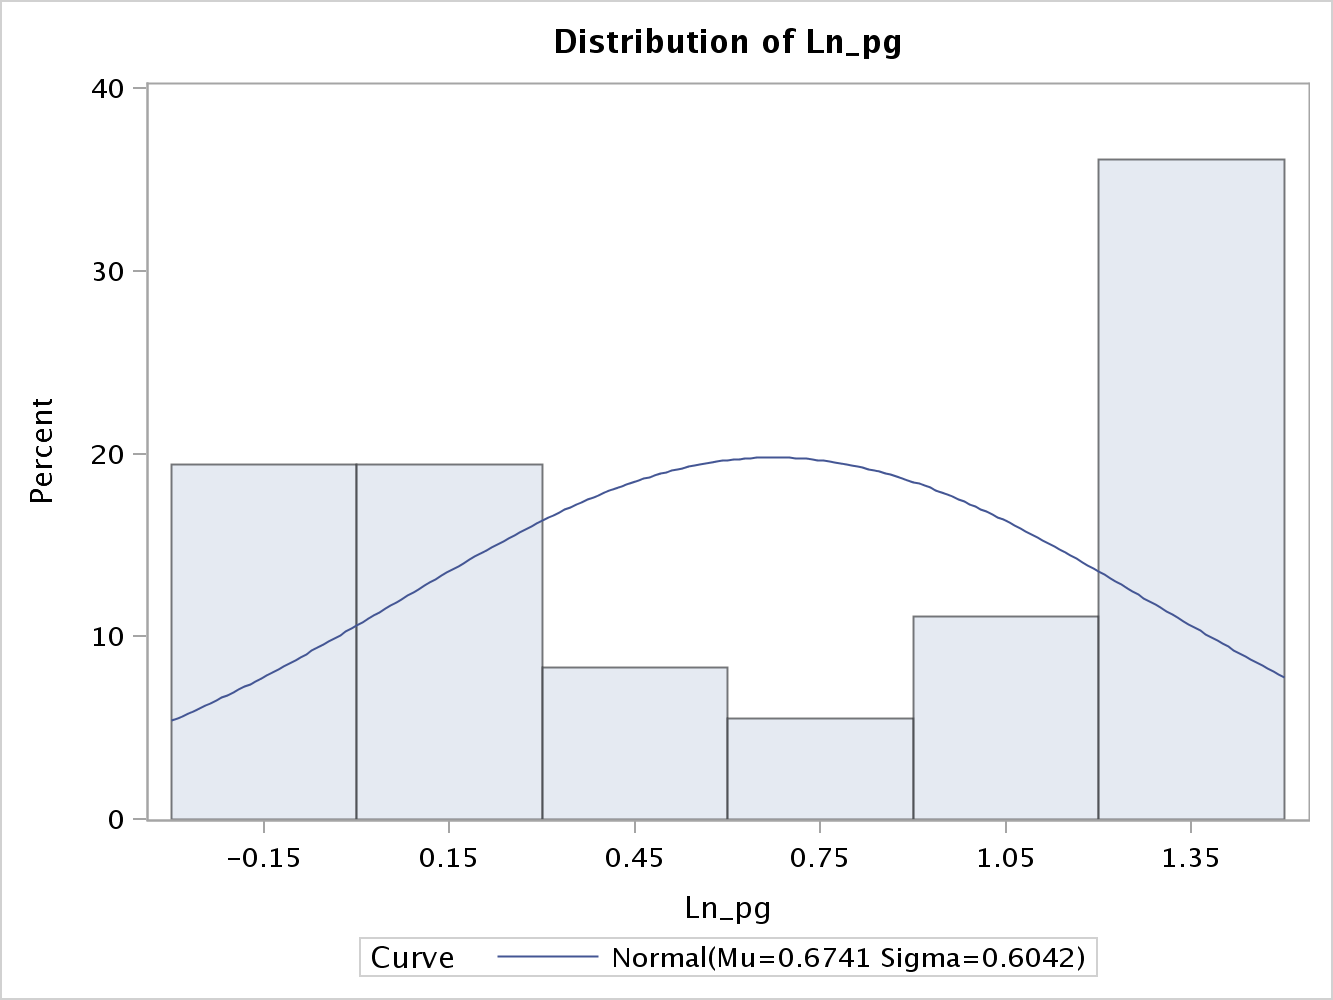 Distribution of Ln_pg
40
30
20
10
0
Percent
−0.15 0.15 0.45 0.75 1.05 1.35
Ln_pg
Curve Normal(Mu=0.6741 Sigma=0.6042)